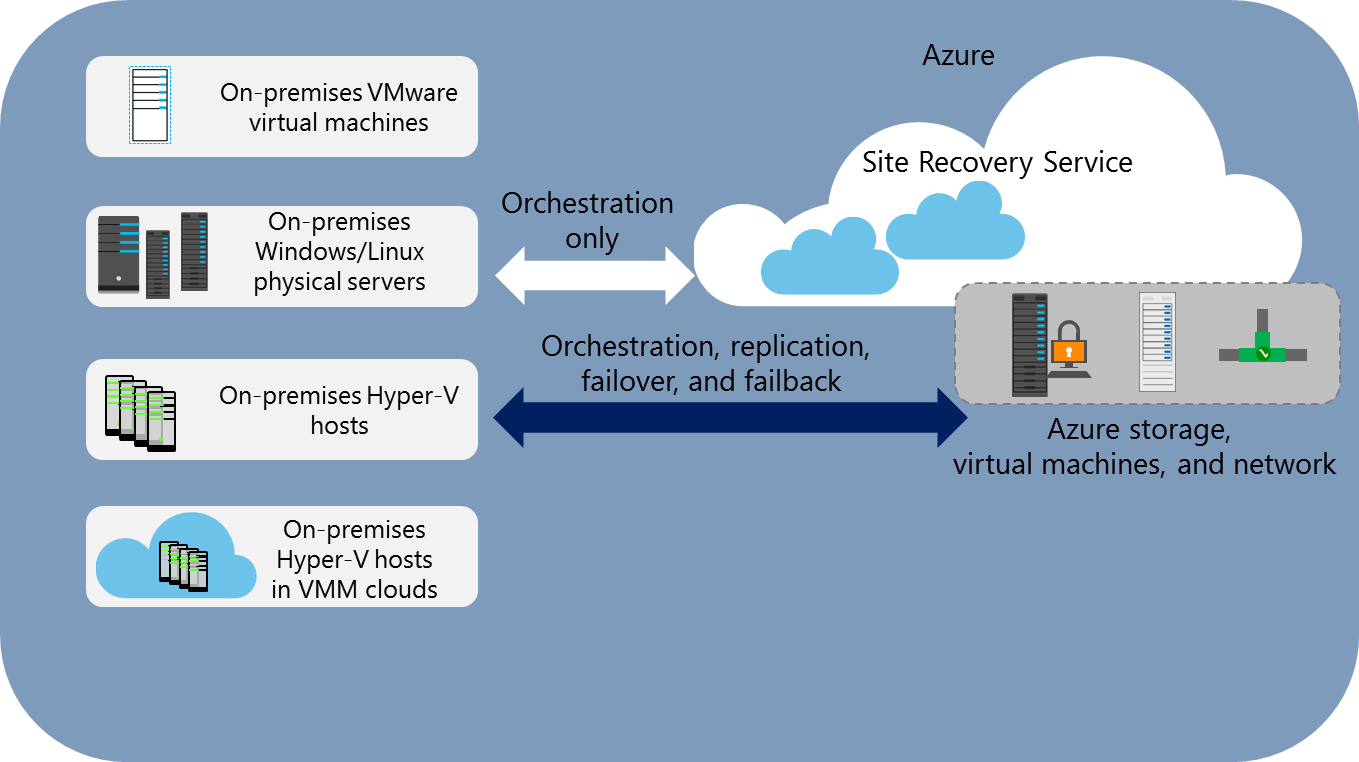 On-premises VMware
virtual machines
On-premises
Windows/Linux
physical servers
On-premises Hyper-V
hosts
On-premises
Hyper-V hosts
in VMM clouds
Orchestration
only
Orchestration, replication,
failover, and failback
Azure
Site Recovery Service
Azure storage,
virtual machines, and network